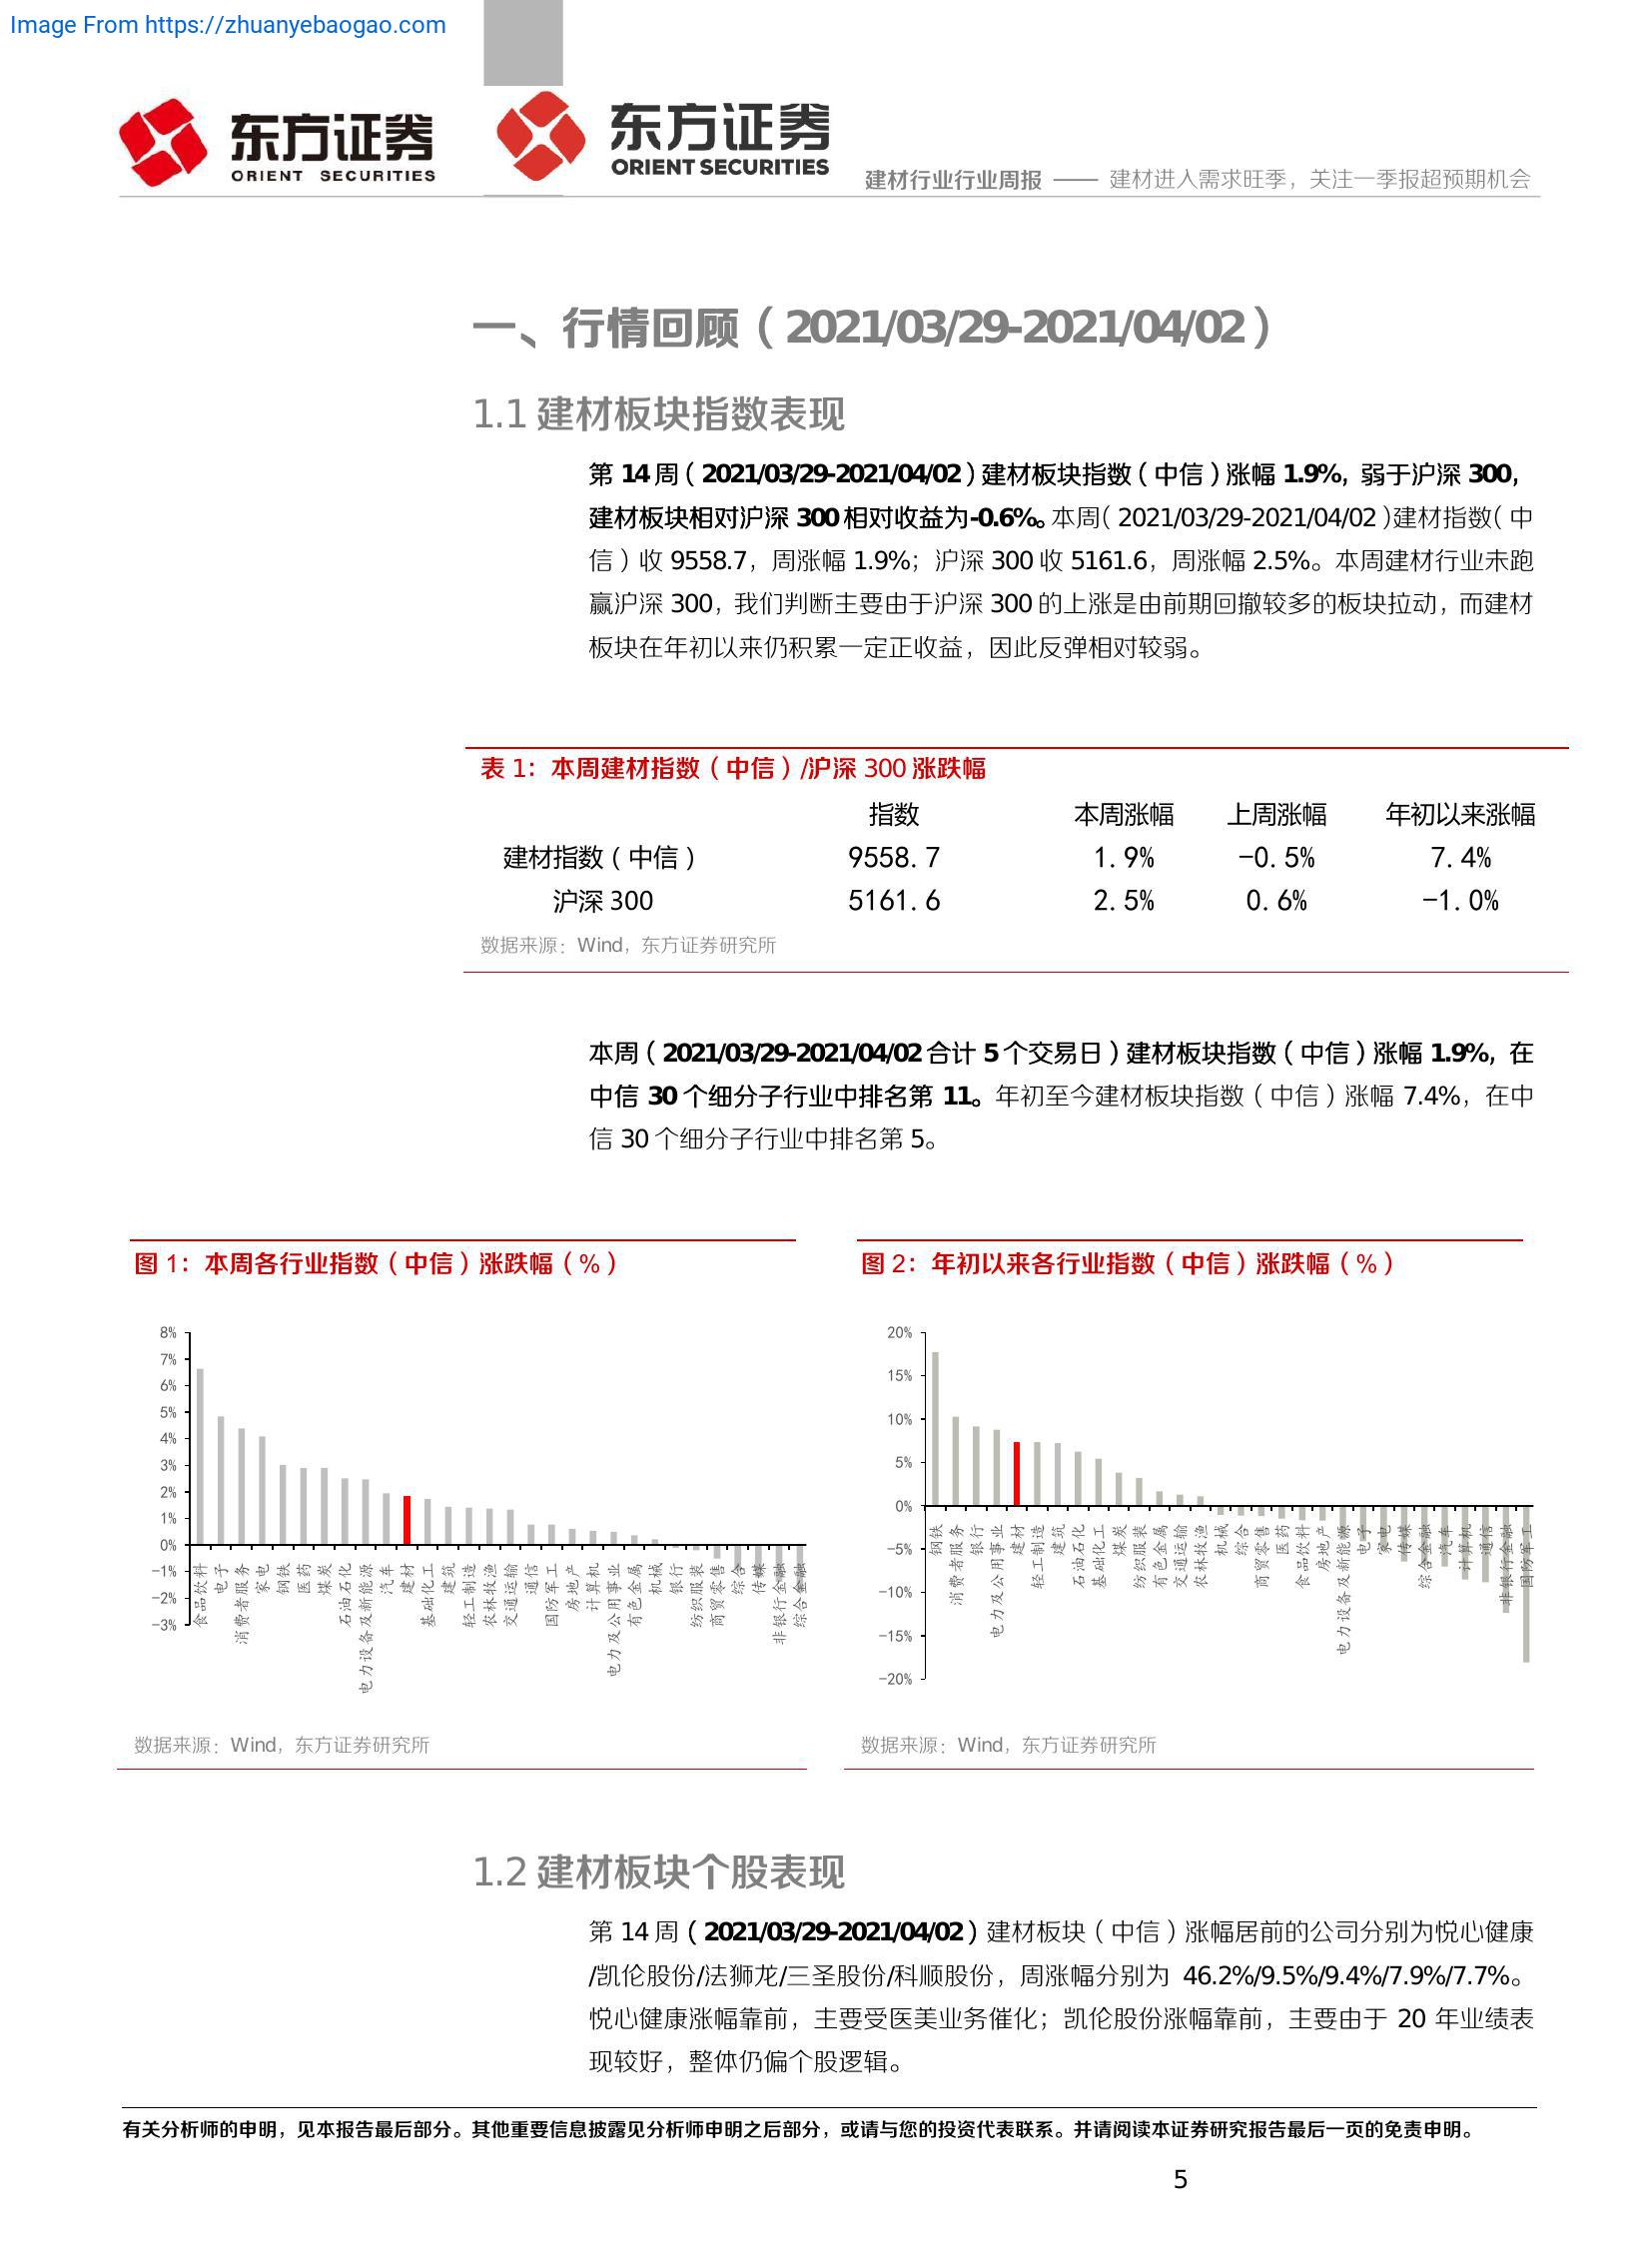 Image From https://zhuanyebaogao.com
东方证券
ORIENT SECURITIES
东方证券
ORIENT SECURITIES
建材行业行业周报 —— 建材进入需求旺季，关注一季报超预期机会
一、行情回顾（2021/03/29-2021/04/02）
1.1 建材板块指数表现
第 14 周（2021/03/29-2021/04/02）建材板块指数（中信）涨幅 1.9%，弱于沪深 300，
建材板块相对沪深 300 相对收益为-0.6%。本周（2021/03/29-2021/04/02）建材指数（中
信）收 9558.7，周涨幅 1.9%；沪深 300 收 5161.6，周涨幅 2.5%。本周建材行业未跑
赢沪深 300，我们判断主要由于沪深 300 的上涨是由前期回撤较多的板块拉动，而建材
板块在年初以来仍积累一定正收益，因此反弹相对较弱。
表 1：本周建材指数（中信）/沪深 300 涨跌幅
指数 本周涨幅 上周涨幅 年初以来涨幅
建材指数（中信） 9558.7 1.9% -0.5% 7.4%
沪深 300 5161.6 2.5% 0.6% -1.0%
数据来源：Wind，东方证券研究所
本周（2021/03/29-2021/04/02 合计 5 个交易日）建材板块指数（中信）涨幅 1.9%，在
中信 30 个细分子行业中排名第 11。年初至今建材板块指数（中信）涨幅 7.4%，在中
信 30 个细分子行业中排名第 5。
图 1：本周各行业指数（中信）涨跌幅（%）
8%
7%
6%
5%
4%
3%
2%
1%
0%
-1%
-2%
-3%
食品饮料
电子
消费者服务
家电
钢铁
医药
煤炭
石油石化
电力设备及新能源
汽车
建材
基础化工
建筑
轻工制造
农林牧渔
交通运输
通信
国防军工
房地产
计算机
电力及公用事业
有色金属
机械
银行
纺织服装
商贸零售
综合
传媒
非银行金融
综合金融
数据来源：Wind，东方证券研究所
图 2：年初以来各行业指数（中信）涨跌幅（%）
20%
15%
10%
5%
0%
-5%
-10%
-15%
-20%
钢铁
消费者服务
银行
电力及公用事业
建材
轻工制造
建筑
石油石化
基础化工
煤炭
纺织服装
有色金属
交通运输
农林牧渔
机械
综合
商贸零售
医药
食品饮料
房地产
电力设备及新能源
电子
家电
传媒
综合金融
汽车
计算机
通信
非银行金融
国防军工
数据来源：Wind，东方证券研究所
1.2 建材板块个股表现
第 14 周（2021/03/29-2021/04/02）建材板块（中信）涨幅居前的公司分别为悦心健康
/凯伦股份/法狮龙/三圣股份/科顺股份，周涨幅分别为 46.2%/9.5%/9.4%/7.9%/7.7%。
悦心健康涨幅靠前，主要受医美业务催化；凯伦股份涨幅靠前，主要由于 20 年业绩表
现较好，整体仍偏个股逻辑。
有关分析师的申明，见本报告最后部分。其他重要信息披露见分析师申明之后部分，或请与您的投资代表联系。并请阅读本证券研究报告最后一页的免责申明。
5